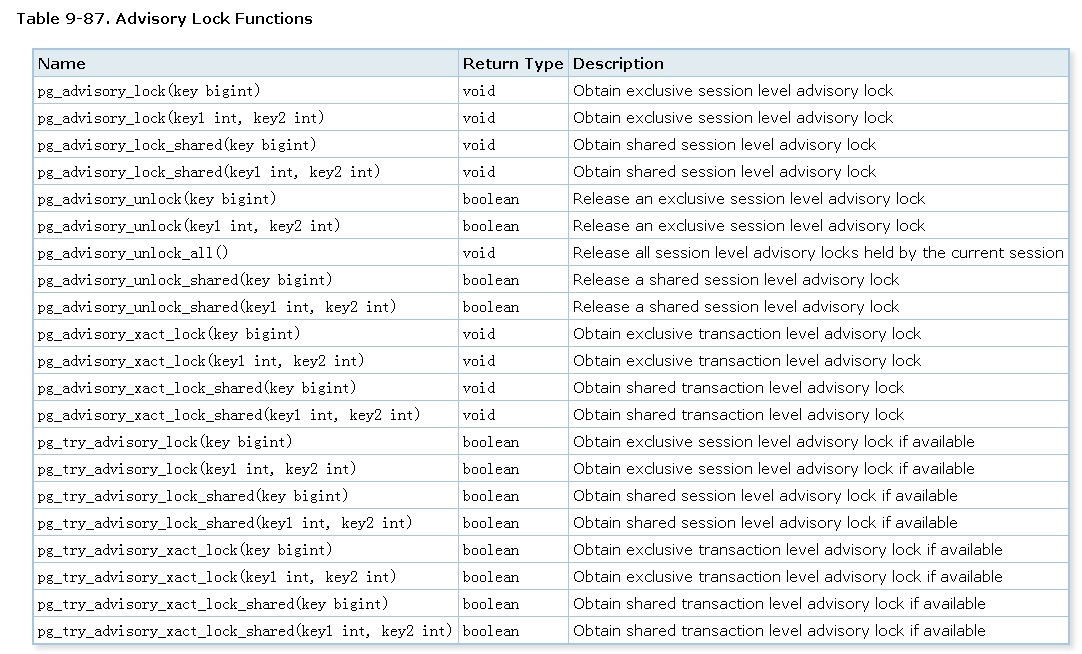 Table 9-87. Advisory Lock Functions
Name Return Type Description
pg_advisory_lock(key bigint) void Obtain exclusive session level advisory lock
pg_advisory_lock(key1 int, key2 int) void Obtain exclusive session level advisory lock
pg_advisory_lock_shared(key bigint) void Obtain shared session level advisory lock
pg_advisory_lock_shared(key1 int, key2 int) void Obtain shared session level advisory lock
pg_advisory_unlock(key bigint) boolean Release an exclusive session level advisory lock
pg_advisory_unlock(key1 int, key2 int) boolean Release an exclusive session level advisory lock
pg_advisory_unlock_all() void Release all session level advisory locks held by the current session
pg_advisory_unlock_shared(key bigint) boolean Release a shared session level advisory lock
pg_advisory_unlock_shared(key1 int, key2 int) boolean Release a shared session level advisory lock
pg_advisory_xact_lock(key bigint) void Obtain exclusive transaction level advisory lock
pg_advisory_xact_lock(key1 int, key2 int) void Obtain exclusive transaction level advisory lock
pg_advisory_xact_lock_shared(key bigint) void Obtain shared transaction level advisory lock
pg_advisory_xact_lock_shared(key1 int, key2 int) void Obtain shared transaction level advisory lock
pg_try_advisory_lock(key bigint) boolean Obtain exclusive session level advisory lock if available
pg_try_advisory_lock(key1 int, key2 int) boolean Obtain exclusive session level advisory lock if available
pg_try_advisory_lock_shared(key bigint) boolean Obtain shared session level advisory lock if available
pg_try_advisory_lock_shared(key1 int, key2 int) boolean Obtain shared session level advisory lock if available
pg_try_advisory_xact_lock(key bigint) boolean Obtain exclusive transaction level advisory lock if available
pg_try_advisory_xact_lock(key1 int, key2 int) boolean Obtain exclusive transaction level advisory lock if available
pg_try_advisory_xact_lock_shared(key bigint) boolean Obtain shared transaction level advisory lock if available
pg_try_advisory_xact_lock_shared(key1 int, key2 int) boolean Obtain shared transaction level advisory lock if available